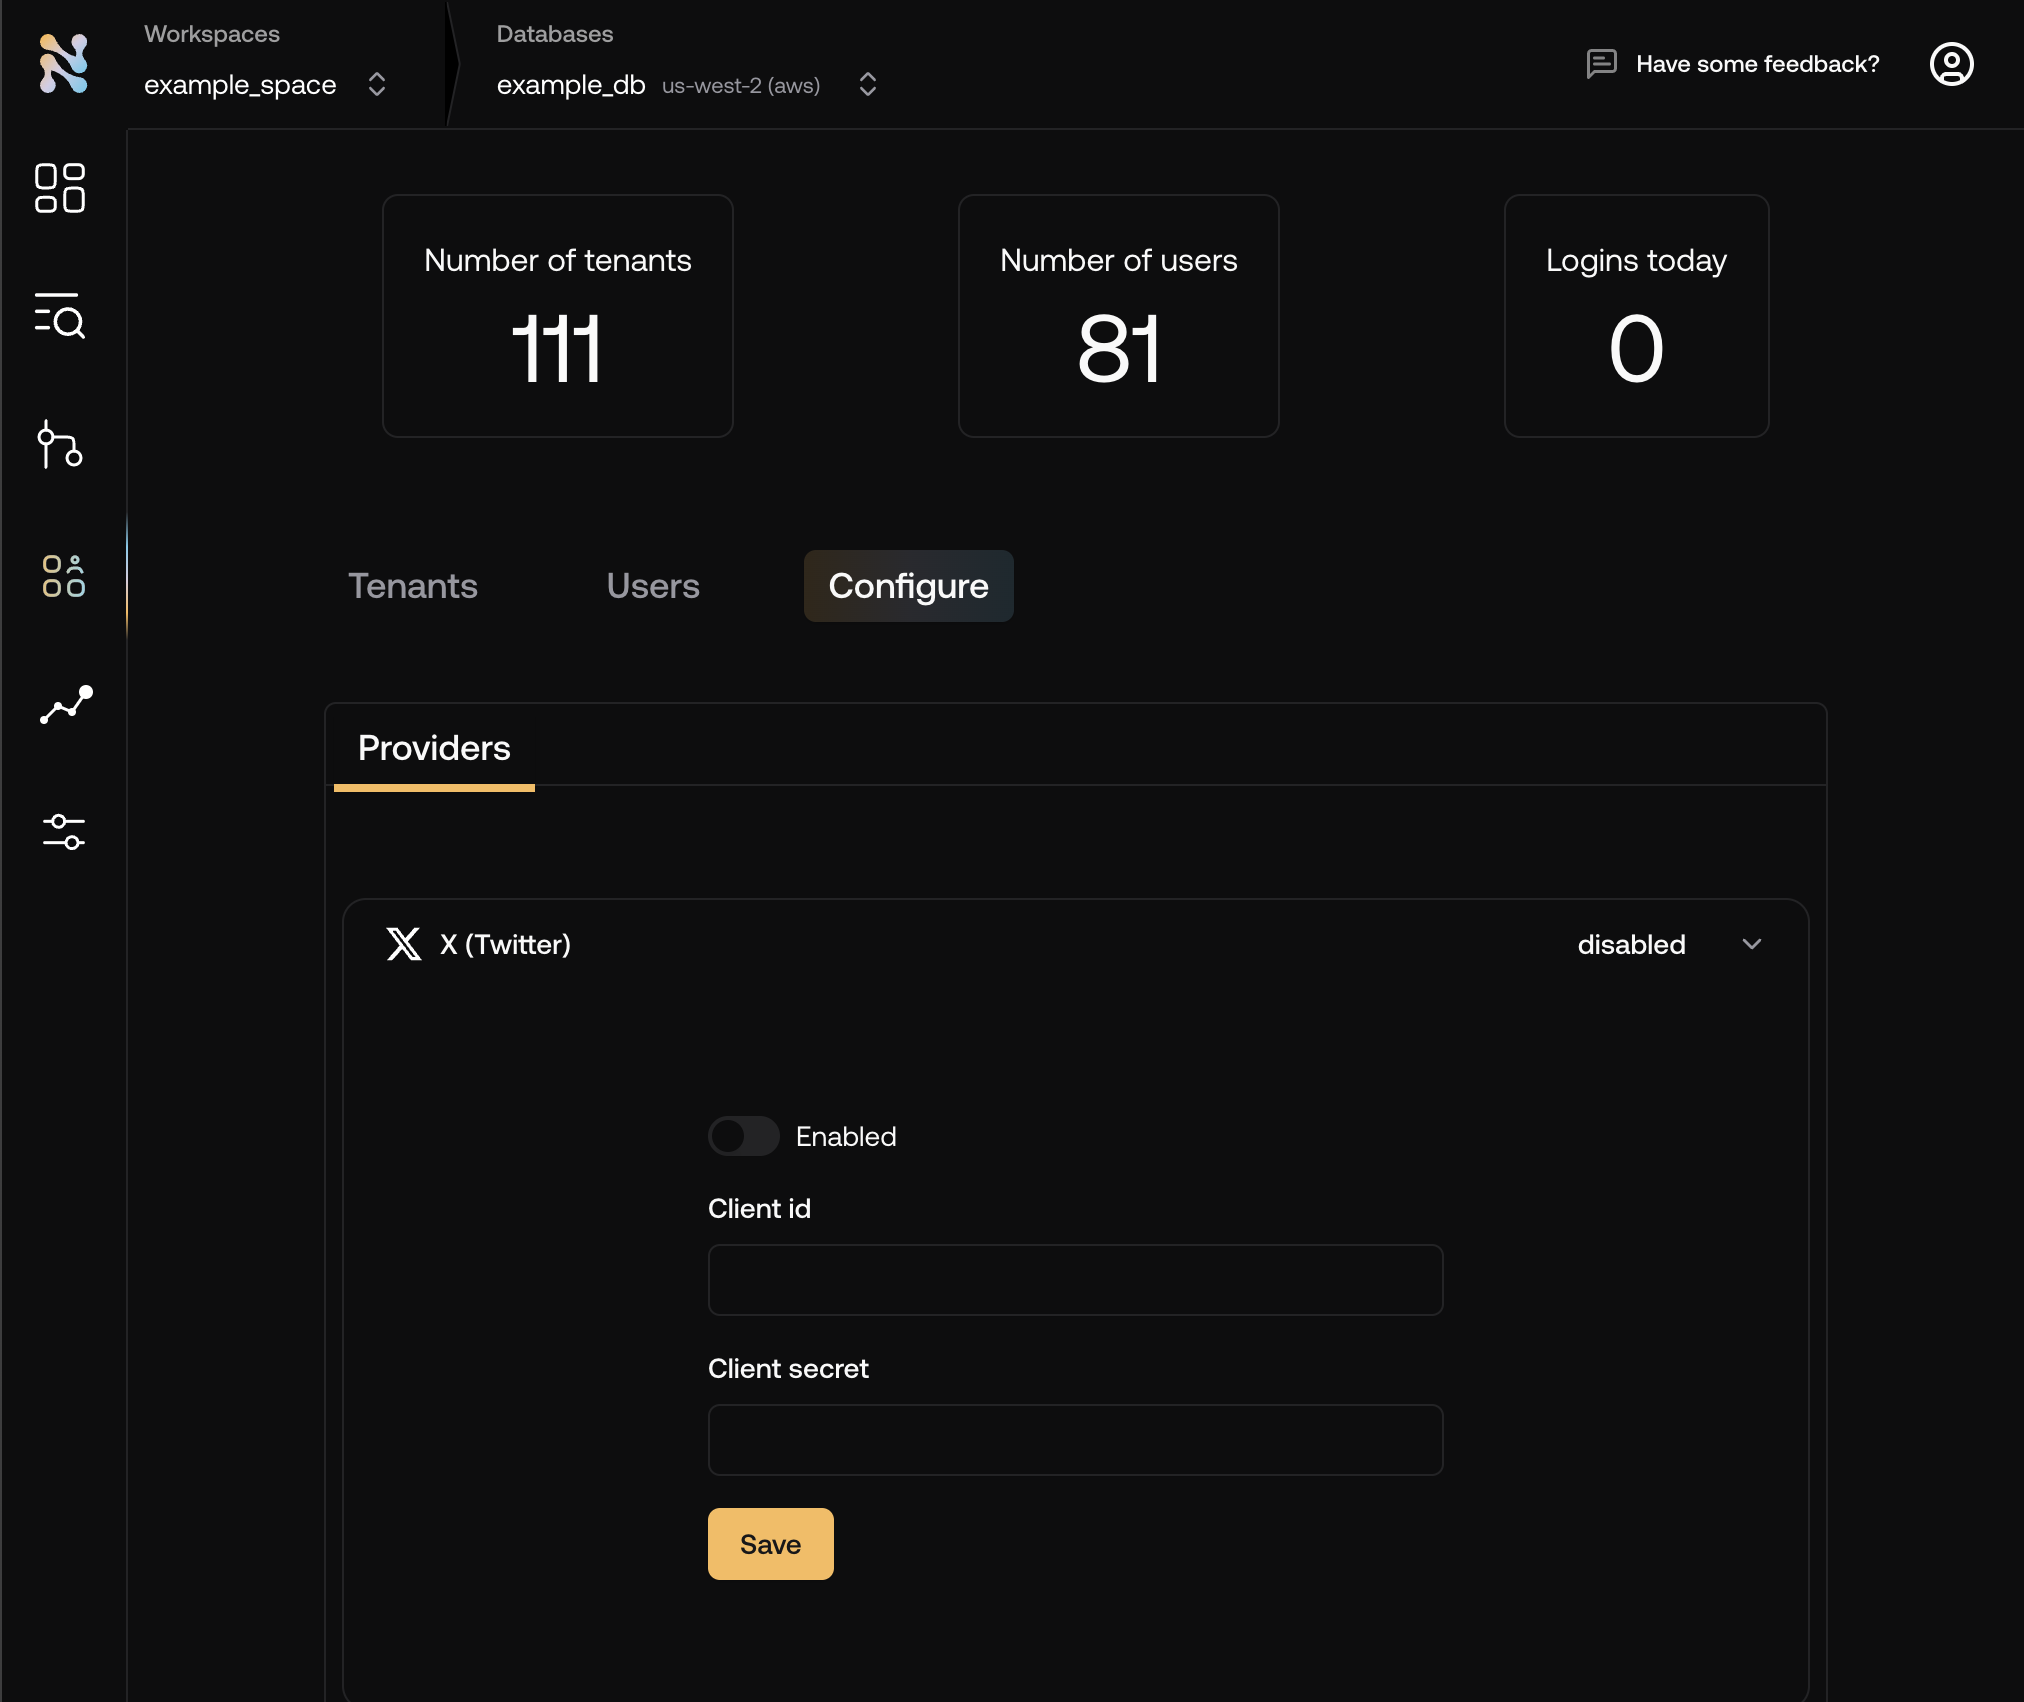 Workspaces
example_space
Databases
example_db us-west-2 (aws)
Have some feedback?
Number of tenants
111
Number of users
81
Logins today
0
Tenants
Users
Configure
Providers
X (Twitter)
disabled
Enabled
Client id
Client secret
Save